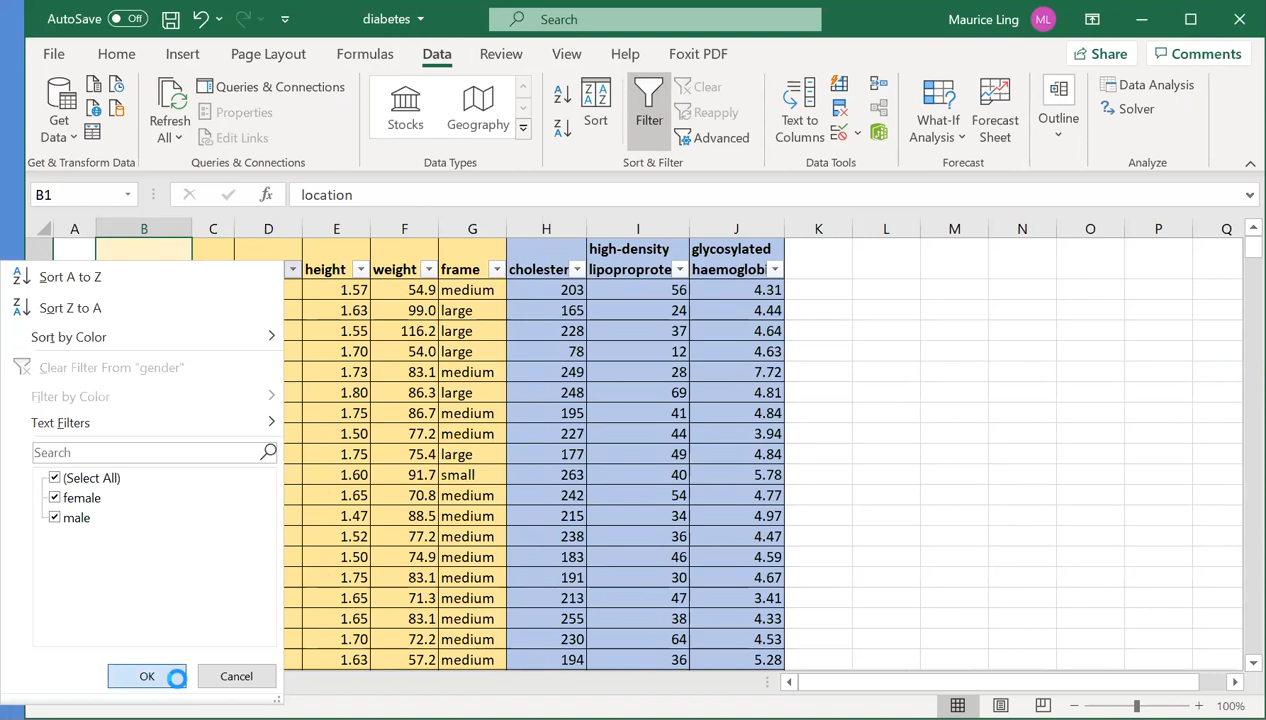 AutoSave Off diabetes Search Maurice Ling ML
File Home Insert Page Layout Formulas Data Review View Help Foxit PDF Share Comments
Get Data
Refresh All
Queries & Connections
Properties
Edit Links
Stocks
Geography
Sort
Filter
Clear
Reapply
Advanced
Text to Columns
What-If Analysis
Forecast Sheet
Outline
Data Analysis
Solver
Get & Transform Data Queries & Connections Data Types Sort & Filter Data Tools Forecast Analyze
B1 fx location
A B C D E F G H I J K L M N O P Q
high-density glycosylated
height weight frame cholester lipoproprote haemoglobi
1.57 54.9 medium 203 56 4.31
1.63 99.0 large 165 24 4.44
1.55 116.2 large 228 37 4.64
1.70 54.0 large 78 12 4.63
1.73 83.1 medium 249 28 7.72
1.80 86.3 large 248 69 4.81
1.75 86.7 medium 195 41 4.84
1.50 77.2 medium 227 44 3.94
1.75 75.4 large 177 49 4.84
1.60 91.7 small 263 40 5.78
1.65 70.8 medium 242 54 4.77
1.47 88.5 medium 215 34 4.97
1.52 77.2 medium 238 36 4.47
1.50 74.9 medium 183 46 4.59
1.75 83.1 medium 191 30 4.67
1.65 71.3 medium 213 47 3.41
1.65 83.1 medium 255 38 4.33
1.70 72.2 medium 230 64 4.53
1.63 57.2 medium 194 36 5.28
Sort A to Z
Sort Z to A
Sort by Color
Clear Filter From "gender"
Filter by Color
Text Filters
Search
(Select All)
female
male
OK Cancel
100%